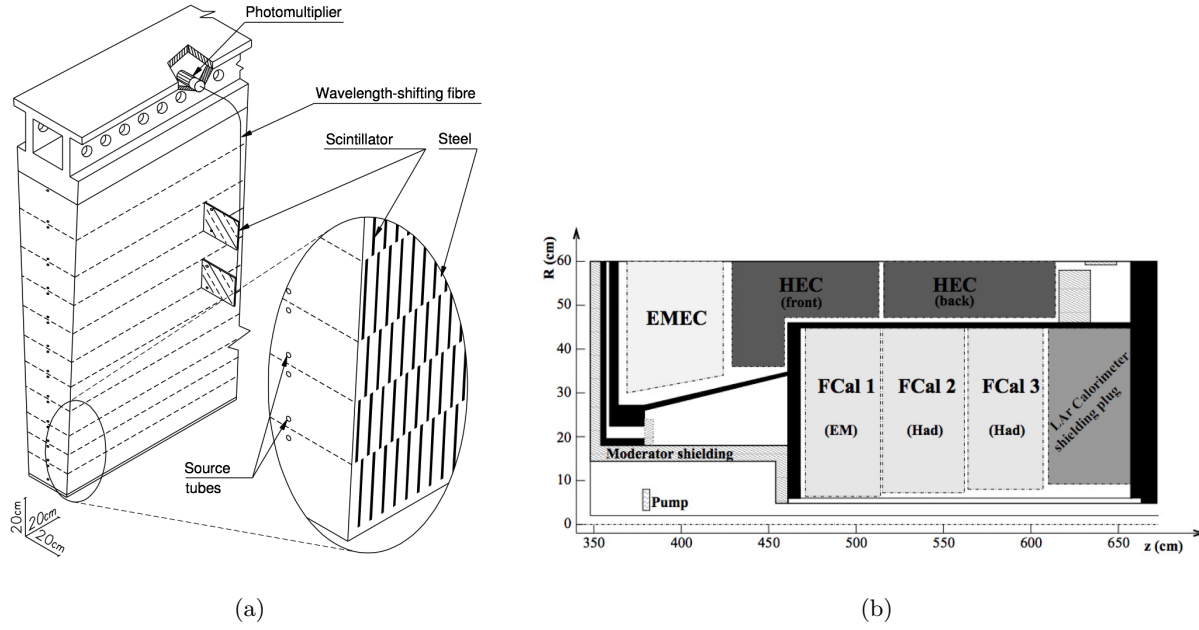 Photomultiplier
Wavelength-shifting fibre
Scintillator
Steel
Source
tubes
20cm
20cm
20cm
(a)
R (cm)
60
50
40
30
20
10
0
EMEC
HEC
(front)
HEC
(back)
FCal 1
(EM)
FCal 2
(Had)
FCal 3
(Had)
LAr Calorimeter
shielding plug
Moderator shielding
Pump
350
400
450
500
550
600
650
z (cm)
(b)